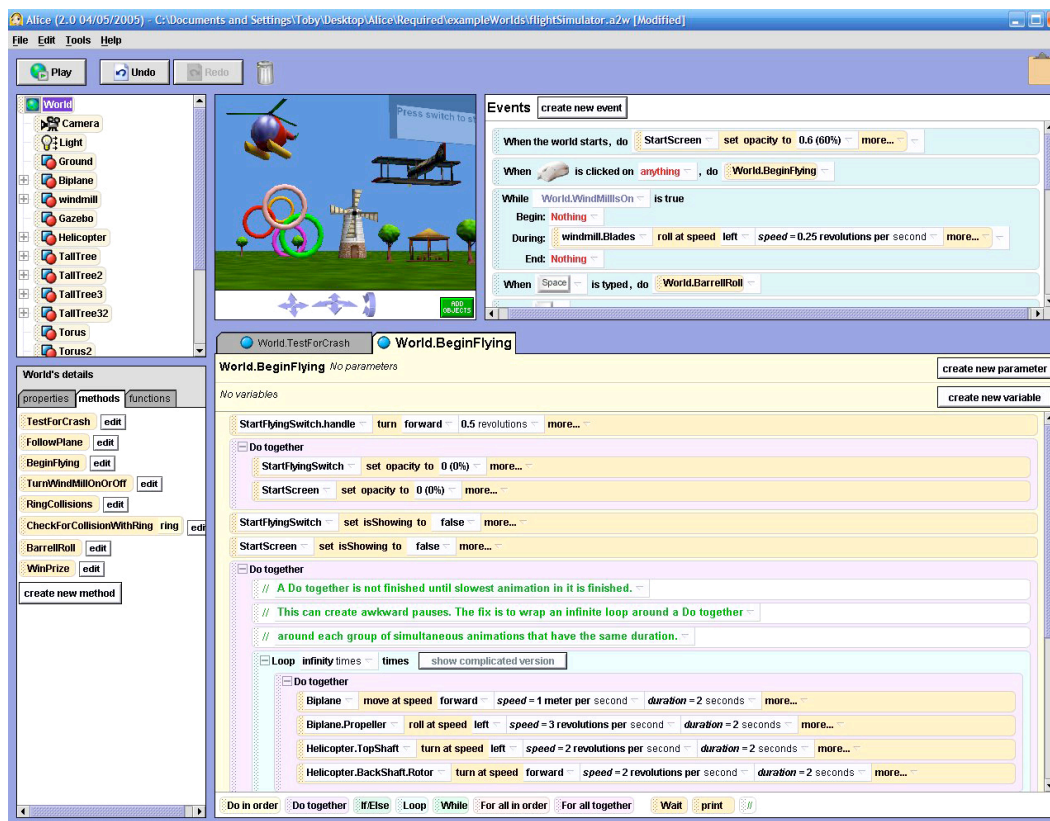 Alice (2.0 04/05/2005) - C:\Documents and Settings\Toby\Desktop\Alice\Required\exampleWorlds\flightSimulator.a2w [Modified]
File Edit Tools Help
Play Undo Redo
World
Camera
Light
Ground
Biplane
windmill
Gazebo
Helicopter
TallTree
TallTree2
TallTree3
TallTree32
Torus
Torus2
Press switch to st
ADD OBJECTS
Events create new event
When the world starts, do StartScreen set opacity to 0.6 (60%) more...
When is clicked on anything , do World.BeginFlying
While World.WindMillIsOn is true
Begin: Nothing
During: windmill.Blades roll at speed left speed = 0.25 revolutions per second more...
End: Nothing
When Space is typed, do World.BarrellRoll
World's details
properties methods functions
TestForCrash edit
FollowPlane edit
BeginFlying edit
TurnWindMillOnOrOff edit
RingCollisions edit
CheckForCollisionWithRing ring edi
BarrellRoll edit
WinPrize edit
create new method
World.TestForCrash World.BeginFlying
World.BeginFlying No parameters create new parameter
No variables create new variable
StartFlyingSwitch.handle turn forward 0.5 revolutions more...
Do together
StartFlyingSwitch set opacity to 0 (0%) more...
StartScreen set opacity to 0 (0%) more...
StartFlyingSwitch set isShowing to false more...
StartScreen set isShowing to false more...
Do together
// A Do together is not finished until slowest animation in it is finished.
// This can create awkward pauses. The fix is to wrap an infinite loop around a Do together
// around each group of simultaneous animations that have the same duration.
Loop infinity times times show complicated version
Do together
Biplane move at speed forward speed = 1 meter per second duration = 2 seconds more...
Biplane.Propeller roll at speed left speed = 3 revolutions per second duration = 2 seconds more...
Helicopter.TopShaft turn at speed left speed = 2 revolutions per second duration = 2 seconds more...
Helicopter.BackShaft.Rotor turn at speed forward speed = 2 revolutions per second duration = 2 seconds more...
Do in order Do together If/Else Loop While For all in order For all together Wait print //